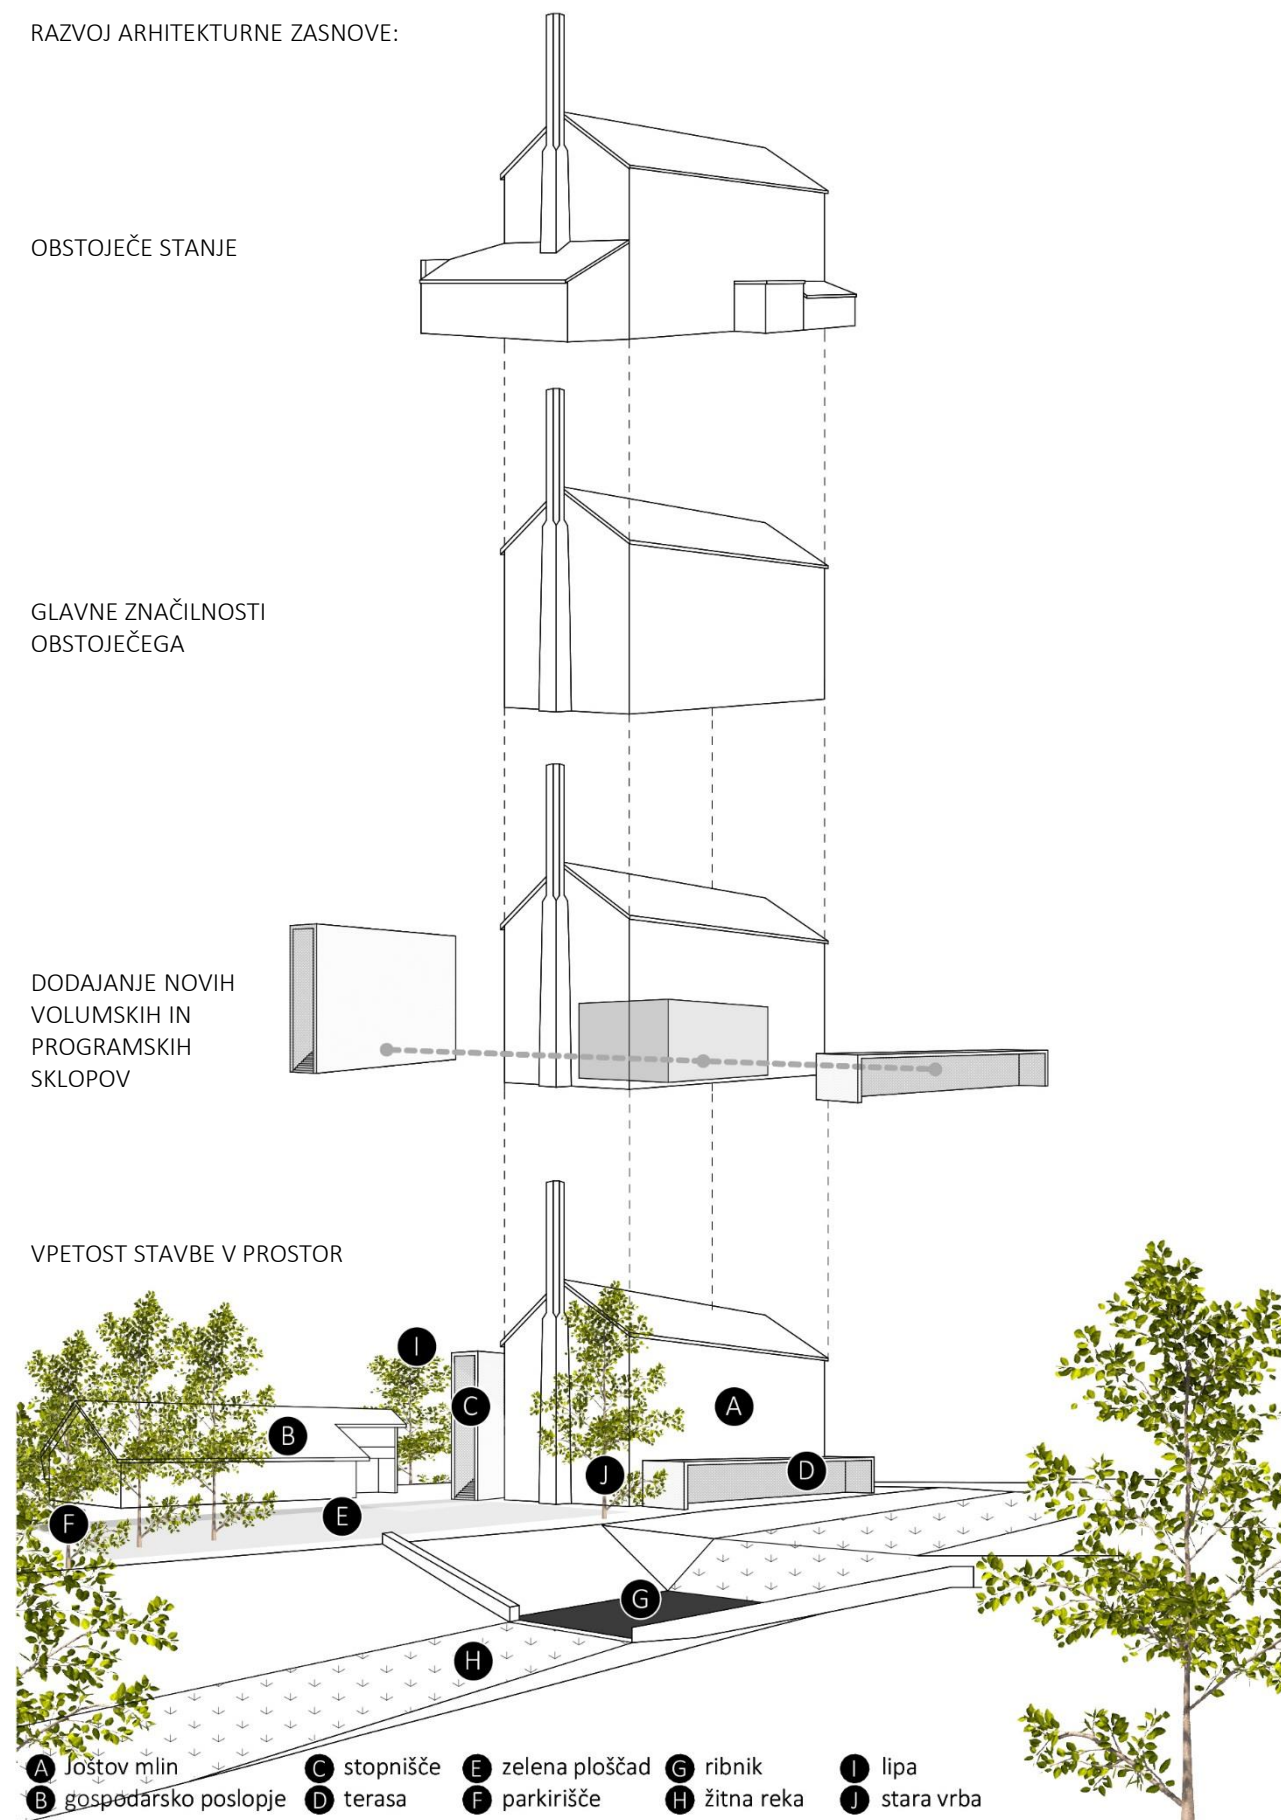 RAZVOJ ARHITEKTURNE ZASNOVE:
OBSTOJEČE STANJE
GLAVNE ZNAČILNOSTI
OBSTOJEČEGA
DODAJANJE NOVIH
VOLUMSKIH IN
PROGRAMSKIH
SKLOPOV
VPETOST STAVBE V PROSTOR
I
C
A
B
J
D
E
F
G
H
A Joštov mlin
B gospodarsko poslopje
C stopnišče
D terasa
E zelena ploščad
F parkirišče
G ribnik
H žitna reka
I lipa
J stara vrba